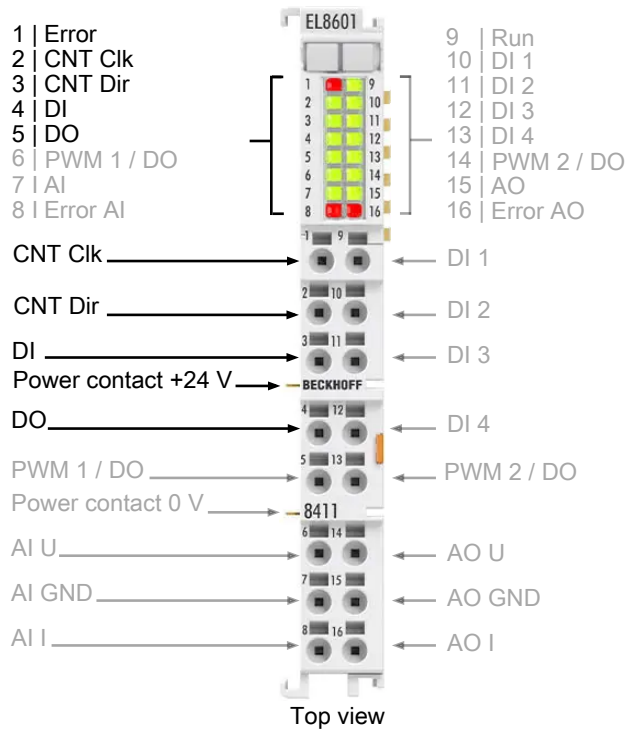 EL8601
1 | Error
2 | CNT Clk
3 | CNT Dir
4 | DI
5 | DO
6 | PWM 1 / DO
7 I AI
8 I Error AI
9 | Run
10 | DI 1
11 | DI 2
12 | DI 3
13 | DI 4
14 | PWM 2 / DO
15 | AO
16 | Error AO
1 9
2 10
3 11
4 12
5 13
6 14
7 15
8 16
CNT Clk 1 9 DI 1
CNT Dir 2 10 DI 2
DI 3 11 DI 3
Power contact +24 V BECKHOFF
DO 4 12 DI 4
PWM 1 / DO 5 13 PWM 2 / DO
Power contact 0 V 8411
AI U 6 14 AO U
AI GND 7 15 AO GND
AI I 8 16 AO I
Top view